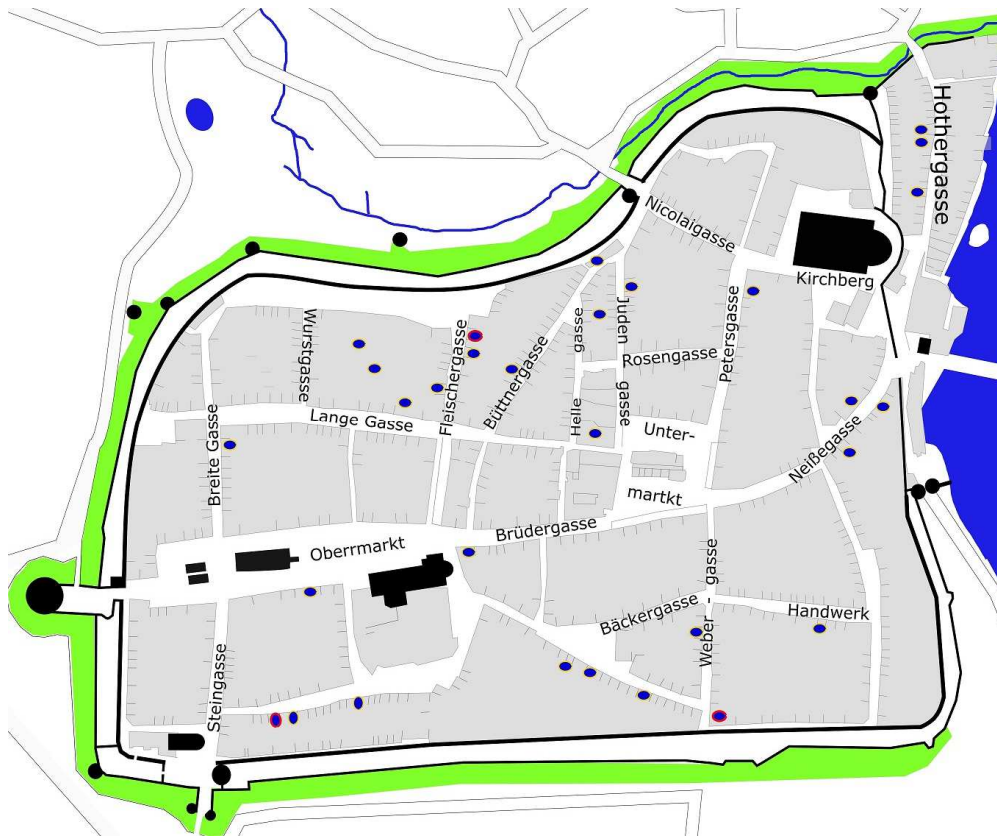 Hothergasse
Nicolaigasse
Kirchberg
Petersgasse
Juden
gasse
Helle
gasse
Rosengasse
Wurstgasse
Fleischergasse
Büttnergasse
Lange Gasse
Unter-
martkt
Neißegasse
Breite Gasse
Brüdergasse
Oberrmarkt
Bäckergasse
Weber - gasse
Handwerk
Steingasse